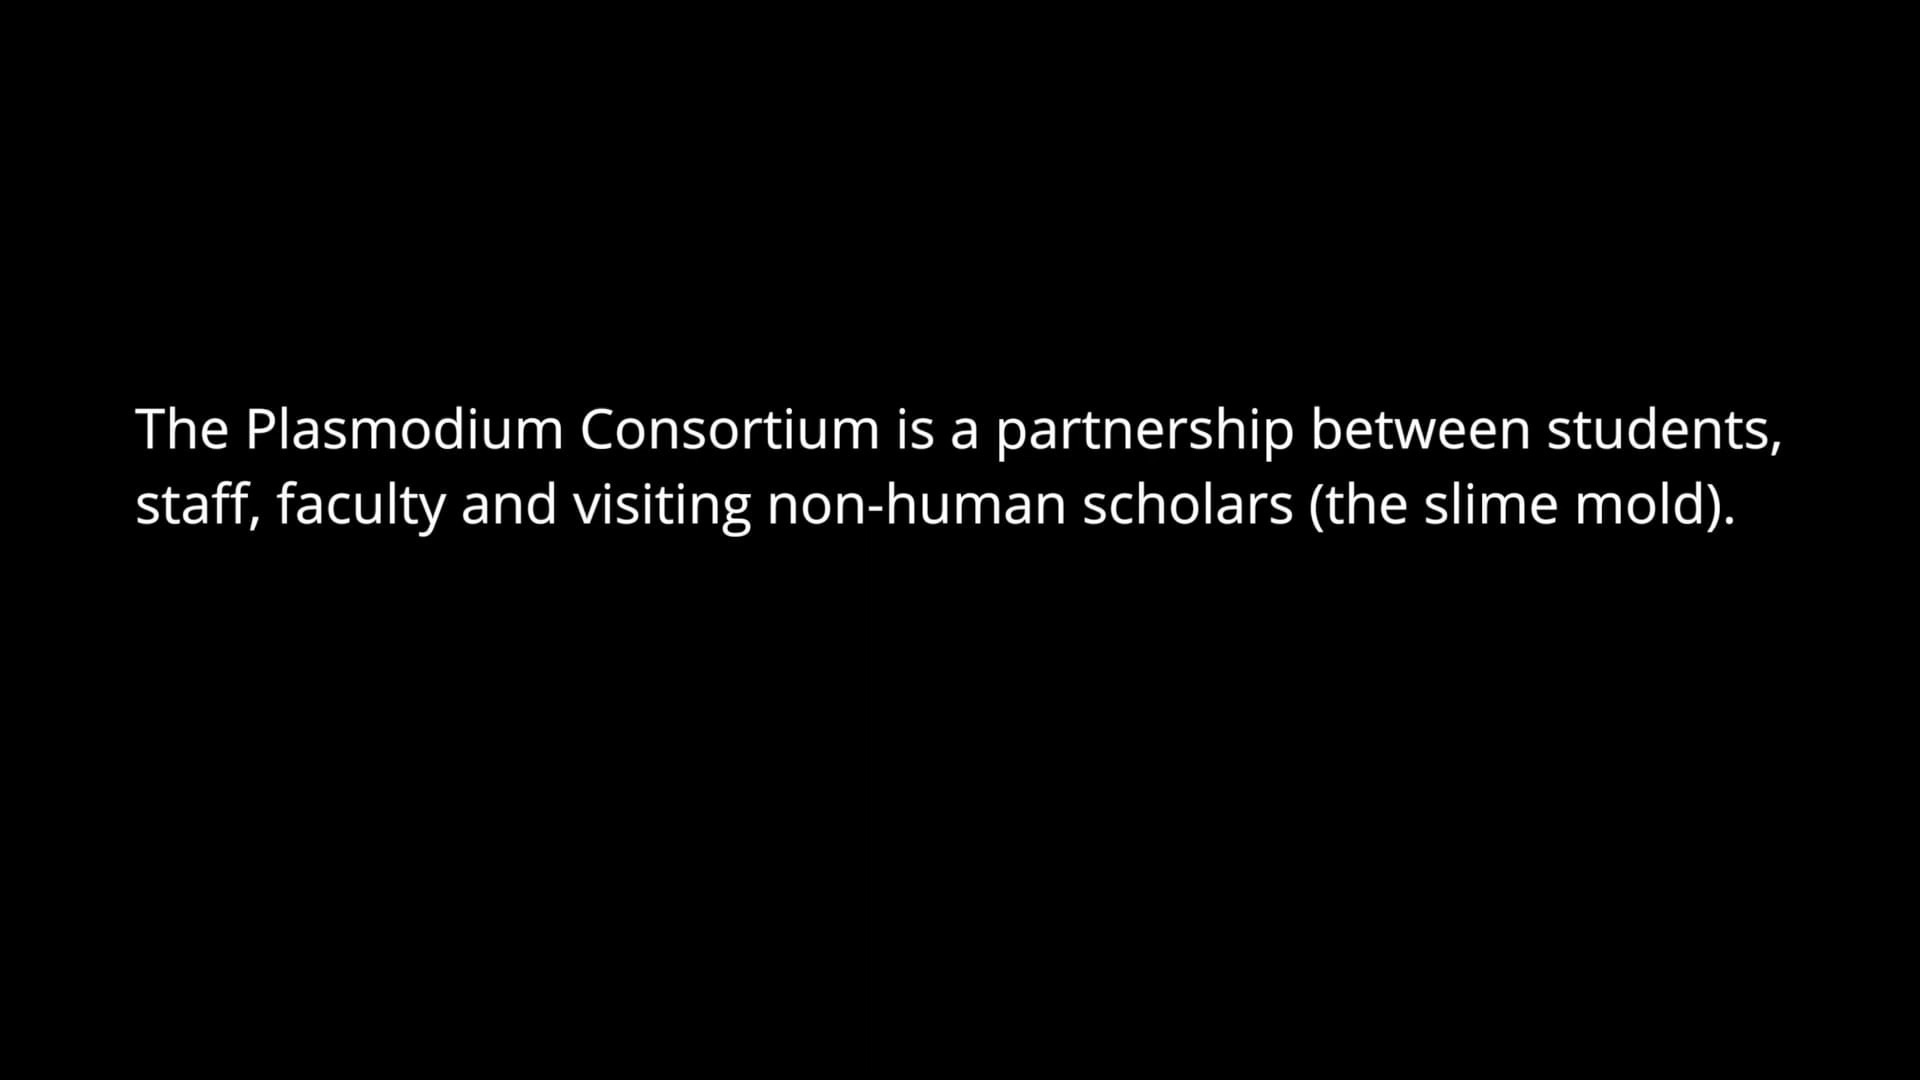 The Plasmodium Consortium is a partnership between students,
staff, faculty and visiting non-human scholars (the slime mold).